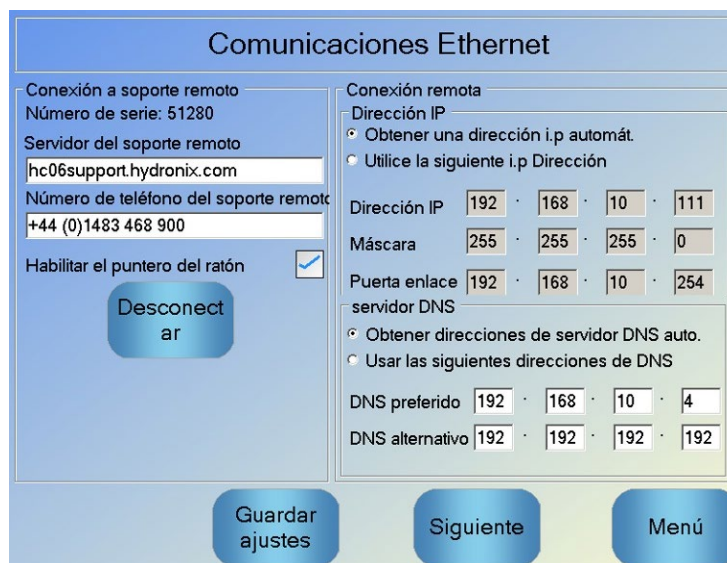 Comunicaciones Ethernet
Conexión a soporte remoto
Número de serie: 51280
Servidor del soporte remoto
hc06support.hydronix.com
Número de teléfono del soporte remoto
+44 (0)1483 468 900
Habilitar el puntero del ratón
Desconect
ar
Conexión remota
Dirección IP
Obtener una dirección i.p automát.
Utilice la siguiente i.p Dirección
Dirección IP 192 · 168 · 10 · 111
Máscara 255 · 255 · 255 · 0
Puerta enlace 192 · 168 · 10 · 254
servidor DNS
Obtener direcciones de servidor DNS auto.
Usar las siguientes direcciones de DNS
DNS preferido 192 · 168 · 10 · 4
DNS alternativo 192 · 192 · 192 · 192
Guardar
ajustes
Siguiente
Menú